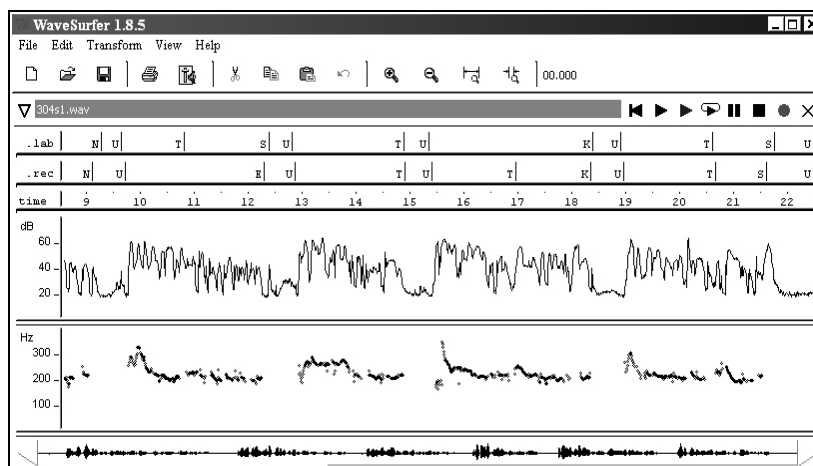 WaveSurfer 1.8.5
File Edit Transform View Help
00.000
304s1.wav
.lab N U T S U T U K U T S U
.rec N U E U T U T K U T S U
time 9 10 11 12 13 14 15 16 17 18 19 20 21 22
dB
60
40
20
Hz
300
200
100